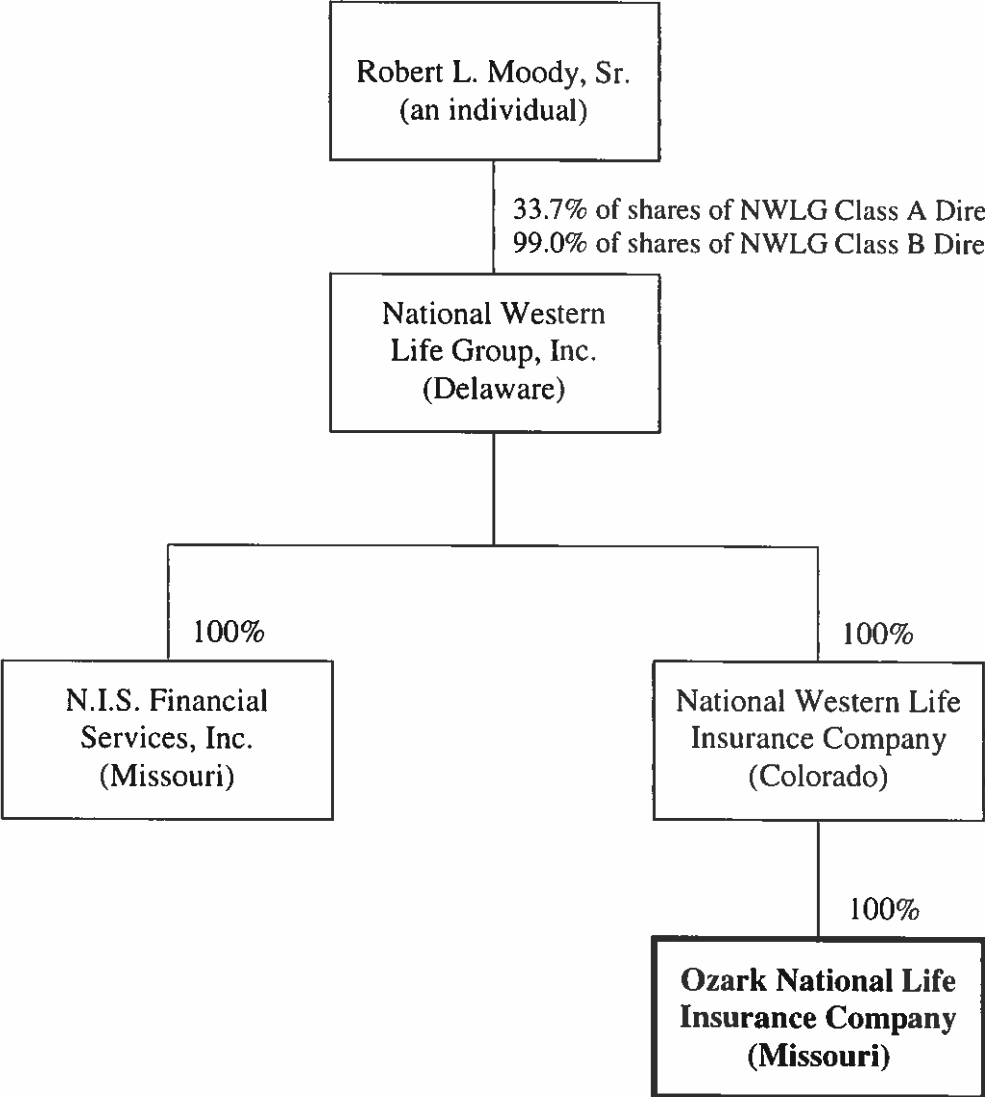 Robert L. Moody, Sr.
(an individual)
33.7% of shares of NWLG Class A Dire
99.0% of shares of NWLG Class B Dire
National Western
Life Group, Inc.
(Delaware)
100%
100%
N.I.S. Financial
Services, Inc.
(Missouri)
National Western Life
Insurance Company
(Colorado)
100%
Ozark National Life
Insurance Company
(Missouri)